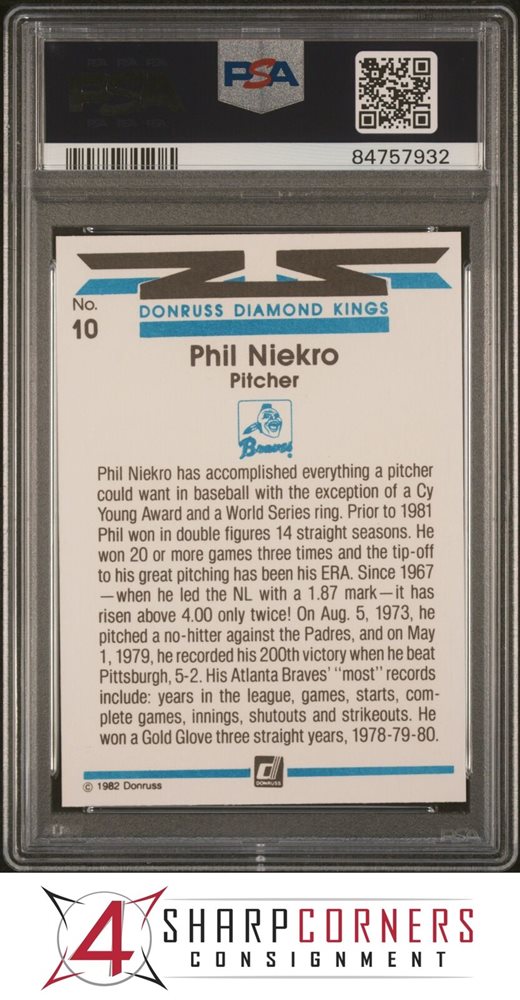 PSA
84757932
No.
10
DONRUSS DIAMOND KINGS
Phil Niekro
Pitcher
Braves
Phil Niekro has accomplished everything a pitcher
could want in baseball with the exception of a Cy
Young Award and a World Series ring. Prior to 1981
Phil won in double figures 14 straight seasons. He
won 20 or more games three times and the tip-off
to his great pitching has been his ERA. Since 1967
—when he led the NL with a 1.87 mark—it has
risen above 4.00 only twice! On Aug. 5, 1973, he
pitched a no-hitter against the Padres, and on May
1, 1979, he recorded his 200th victory when he beat
Pittsburgh, 5-2. His Atlanta Braves' "most" records
include: years in the league, games, starts, com-
plete games, innings, shutouts and strikeouts. He
won a Gold Glove three straight years, 1978-79-80.
© 1982 Donruss
DONRUSS
PSA
4 SHARPCORNERS
CONSIGNMENT